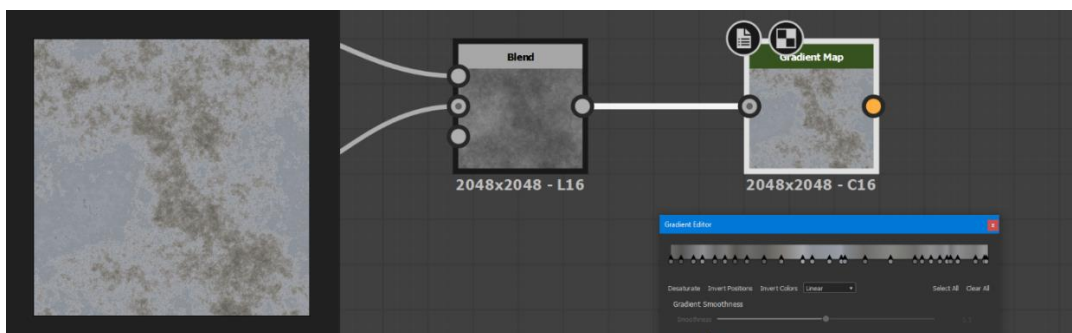 Blend
Gradient Map
2048x2048 - L16
2048x2048 - C16
Gradient Editor
Desaturate Invert Positions Invert Colors Linear Select All Clear All
Gradient Smoothness
Smoothness